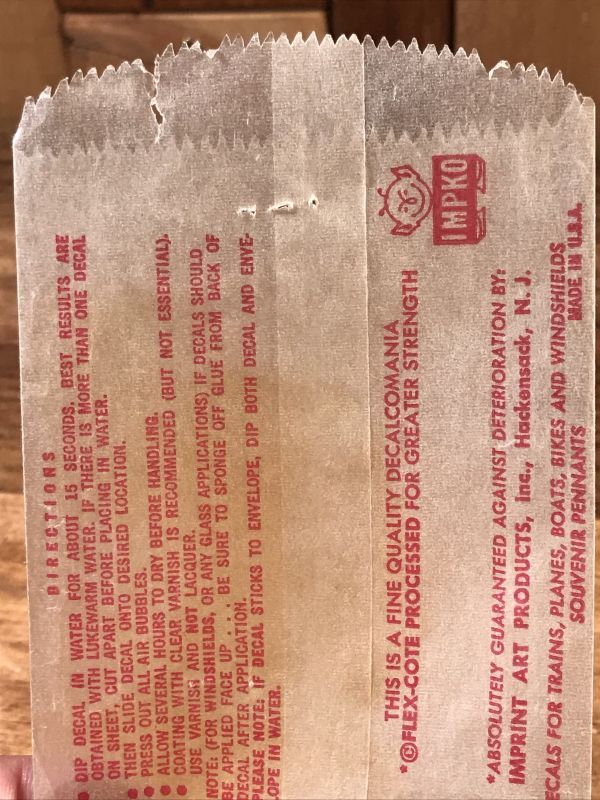 DIRECTIONS
● DIP DECAL IN WATER FOR ABOUT 15 SECONDS. BEST RESULTS ARE
OBTAINED WITH LUKEWARM WATER. IF THERE IS MORE THAN ONE DECAL
ON SHEET, CUT APART BEFORE PLACING IN WATER.
● THEN SLIDE DECAL ONTO DESIRED LOCATION.
● PRESS OUT ALL AIR BUBBLES.
● ALLOW SEVERAL HOURS TO DRY BEFORE HANDLING.
● COATING WITH CLEAR VARNISH IS RECOMMENDED (BUT NOT ESSENTIAL).
USE VARNISH AND NOT LACQUER.
NOTE: (FOR WINDSHIELDS, OR ANY GLASS APPLICATIONS) IF DECALS SHOULD
BE APPLIED FACE UP . . . BE SURE TO SPONGE OFF GLUE FROM BACK OF
DECAL AFTER APPLICATION.
PLEASE NOTE: IF DECAL STICKS TO ENVELOPE, DIP BOTH DECAL AND ENVE-
LOPE IN WATER.
IMPKO
THIS IS A FINE QUALITY DECALCOMANIA
*©FLEX-COTE PROCESSED FOR GREATER STRENGTH
*ABSOLUTELY GUARANTEED AGAINST DETERIORATION BY:
IMPRINT ART PRODUCTS, Inc., Hackensack, N. J.
ECALS FOR TRAINS, PLANES, BOATS, BIKES AND WINDSHIELDS
SOUVENIR PENNANTS
MADE IN U.S.A.